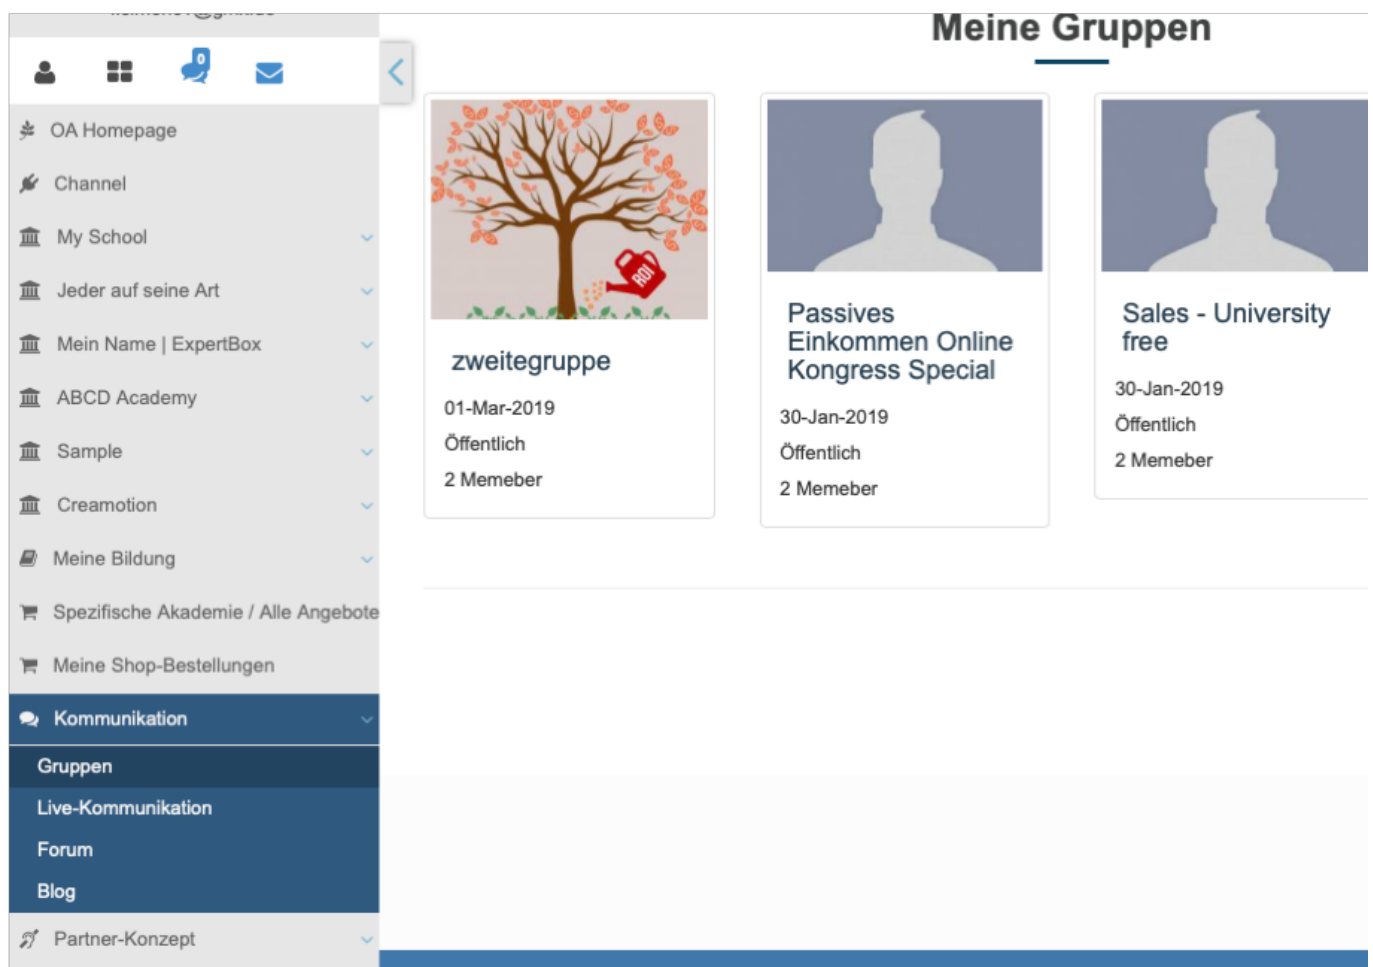 0
OA Homepage
Channel
My School
Jeder auf seine Art
Mein Name | ExpertBox
ABCD Academy
Sample
Creamotion
Meine Bildung
Spezifische Akademie / Alle Angebote
Meine Shop-Bestellungen
Kommunikation
Gruppen
Live-Kommunikation
Forum
Blog
Partner-Konzept
Meine Gruppen
ROI
zweitegruppe
01-Mar-2019
Öffentlich
2 Memeber
Passives
Einkommen Online
Kongress Special
30-Jan-2019
Öffentlich
2 Memeber
Sales - University
free
30-Jan-2019
Öffentlich
2 Memeber